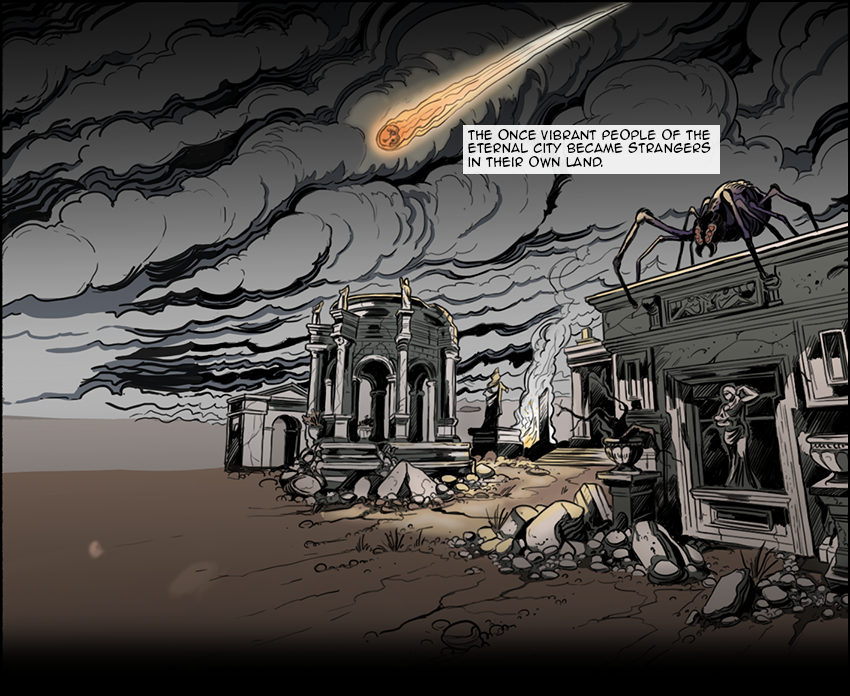 THE ONCE VIBRANT PEOPLE OF THE
ETERNAL CITY BECAME STRANGERS
IN THEIR OWN LAND.